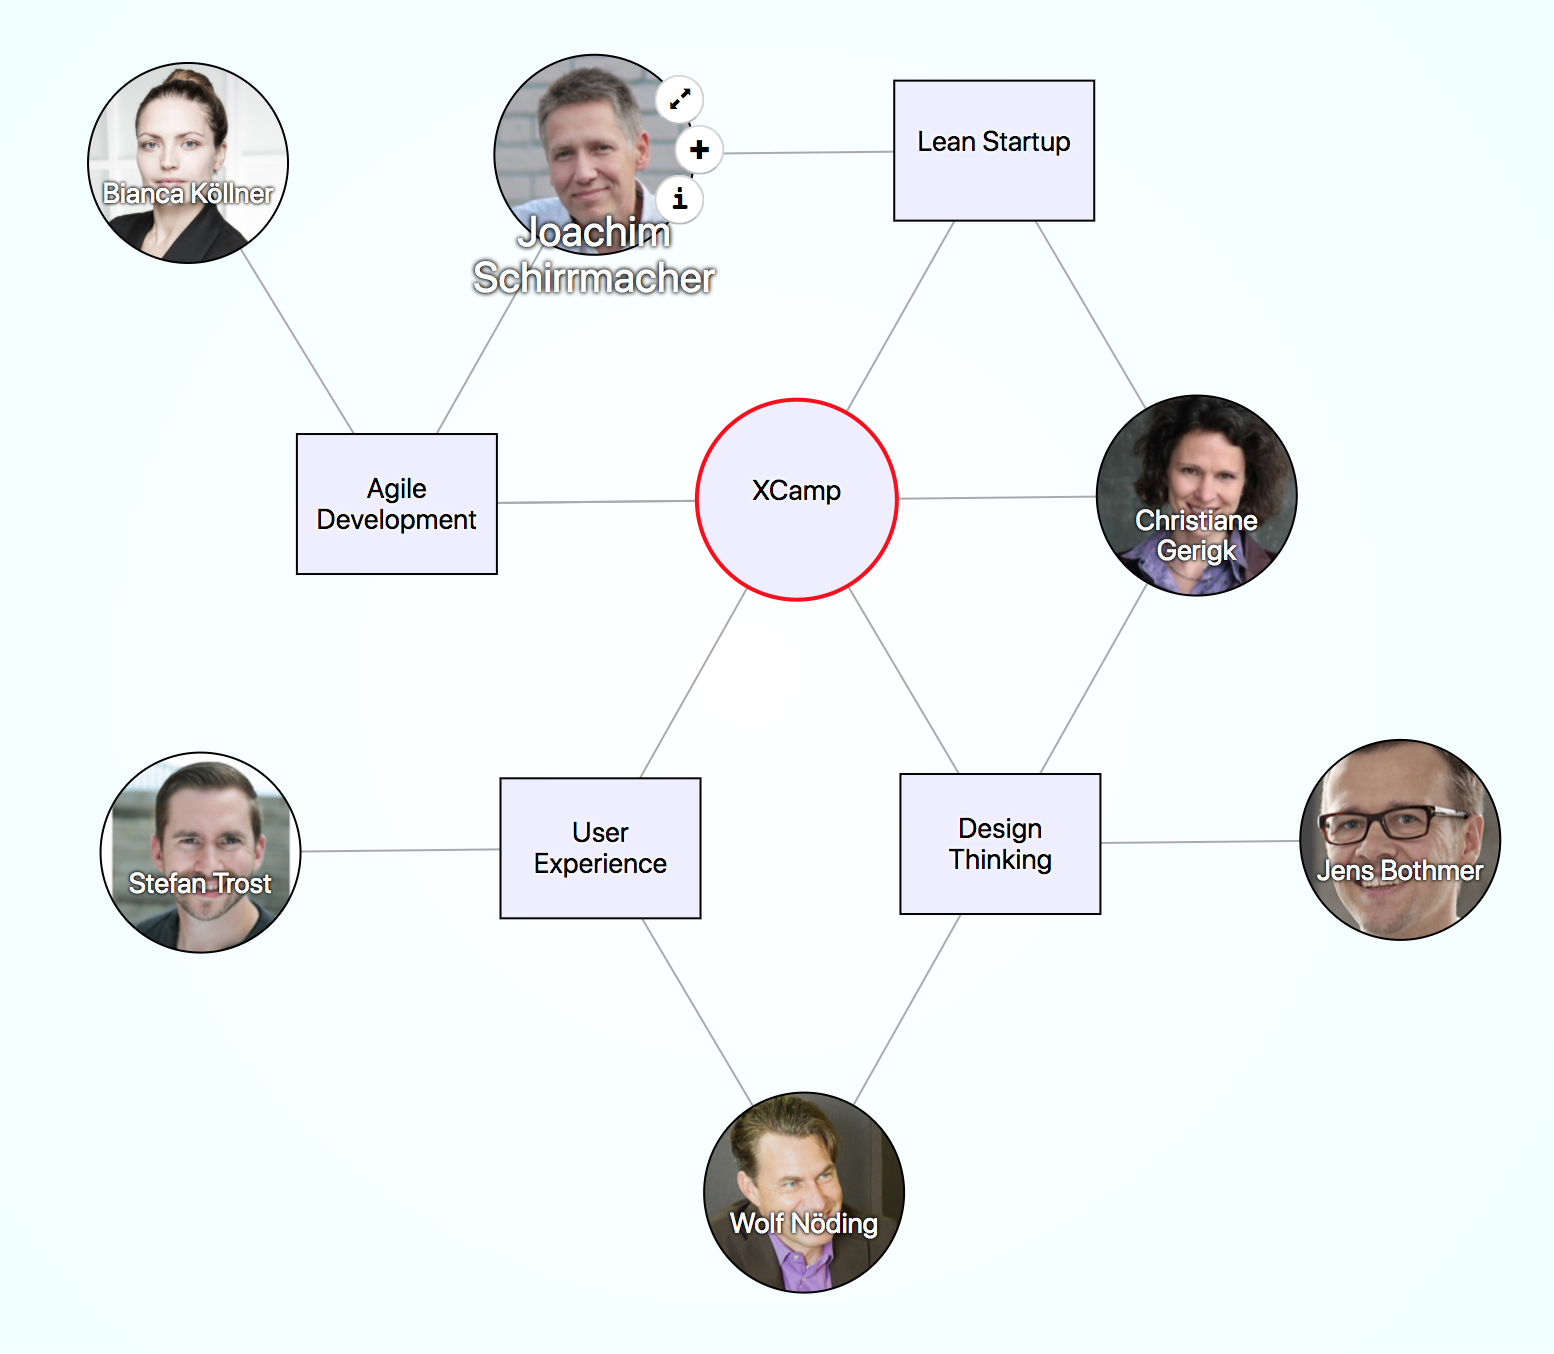 Bianca Köllner
Joachim
Schirrmacher
Lean Startup
Agile
Development
XCamp
Christiane
Gerigk
Stefan Trost
User
Experience
Design
Thinking
Jens Bothmer
Wolf Nöding